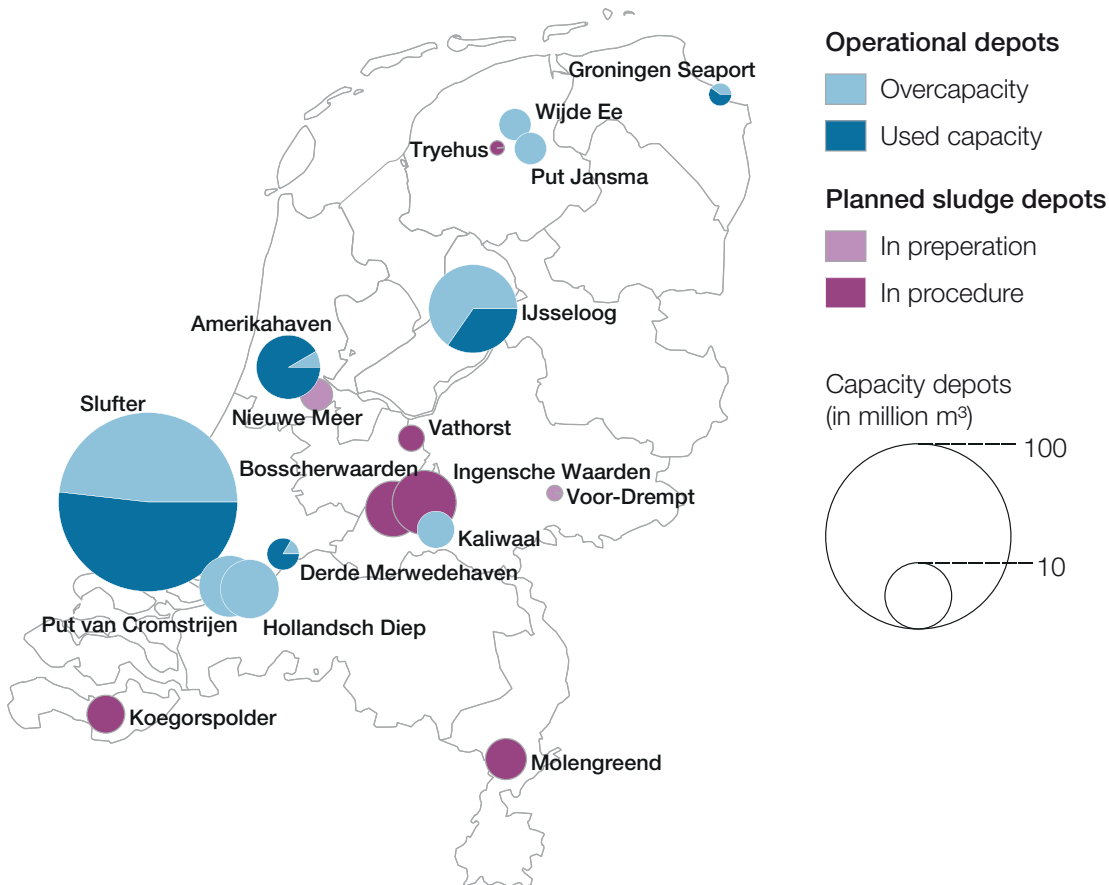 Groningen Seaport
Wijde Ee
Tryehus
Put Jansma
IJsseloog
Amerikahaven
Nieuwe Meer
Slufter
Vathorst
Bosscherwaarden
Ingensche Waarden
Voor-Drempt
Kaliwaal
Derde Merwedehaven
Put van Cromstrijen
Hollandsch Diep
Koegorspolder
Molengreend
Operational depots
Overcapacity
Used capacity
Planned sludge depots
In preperation
In procedure
Capacity depots
(in million m³)
100
10